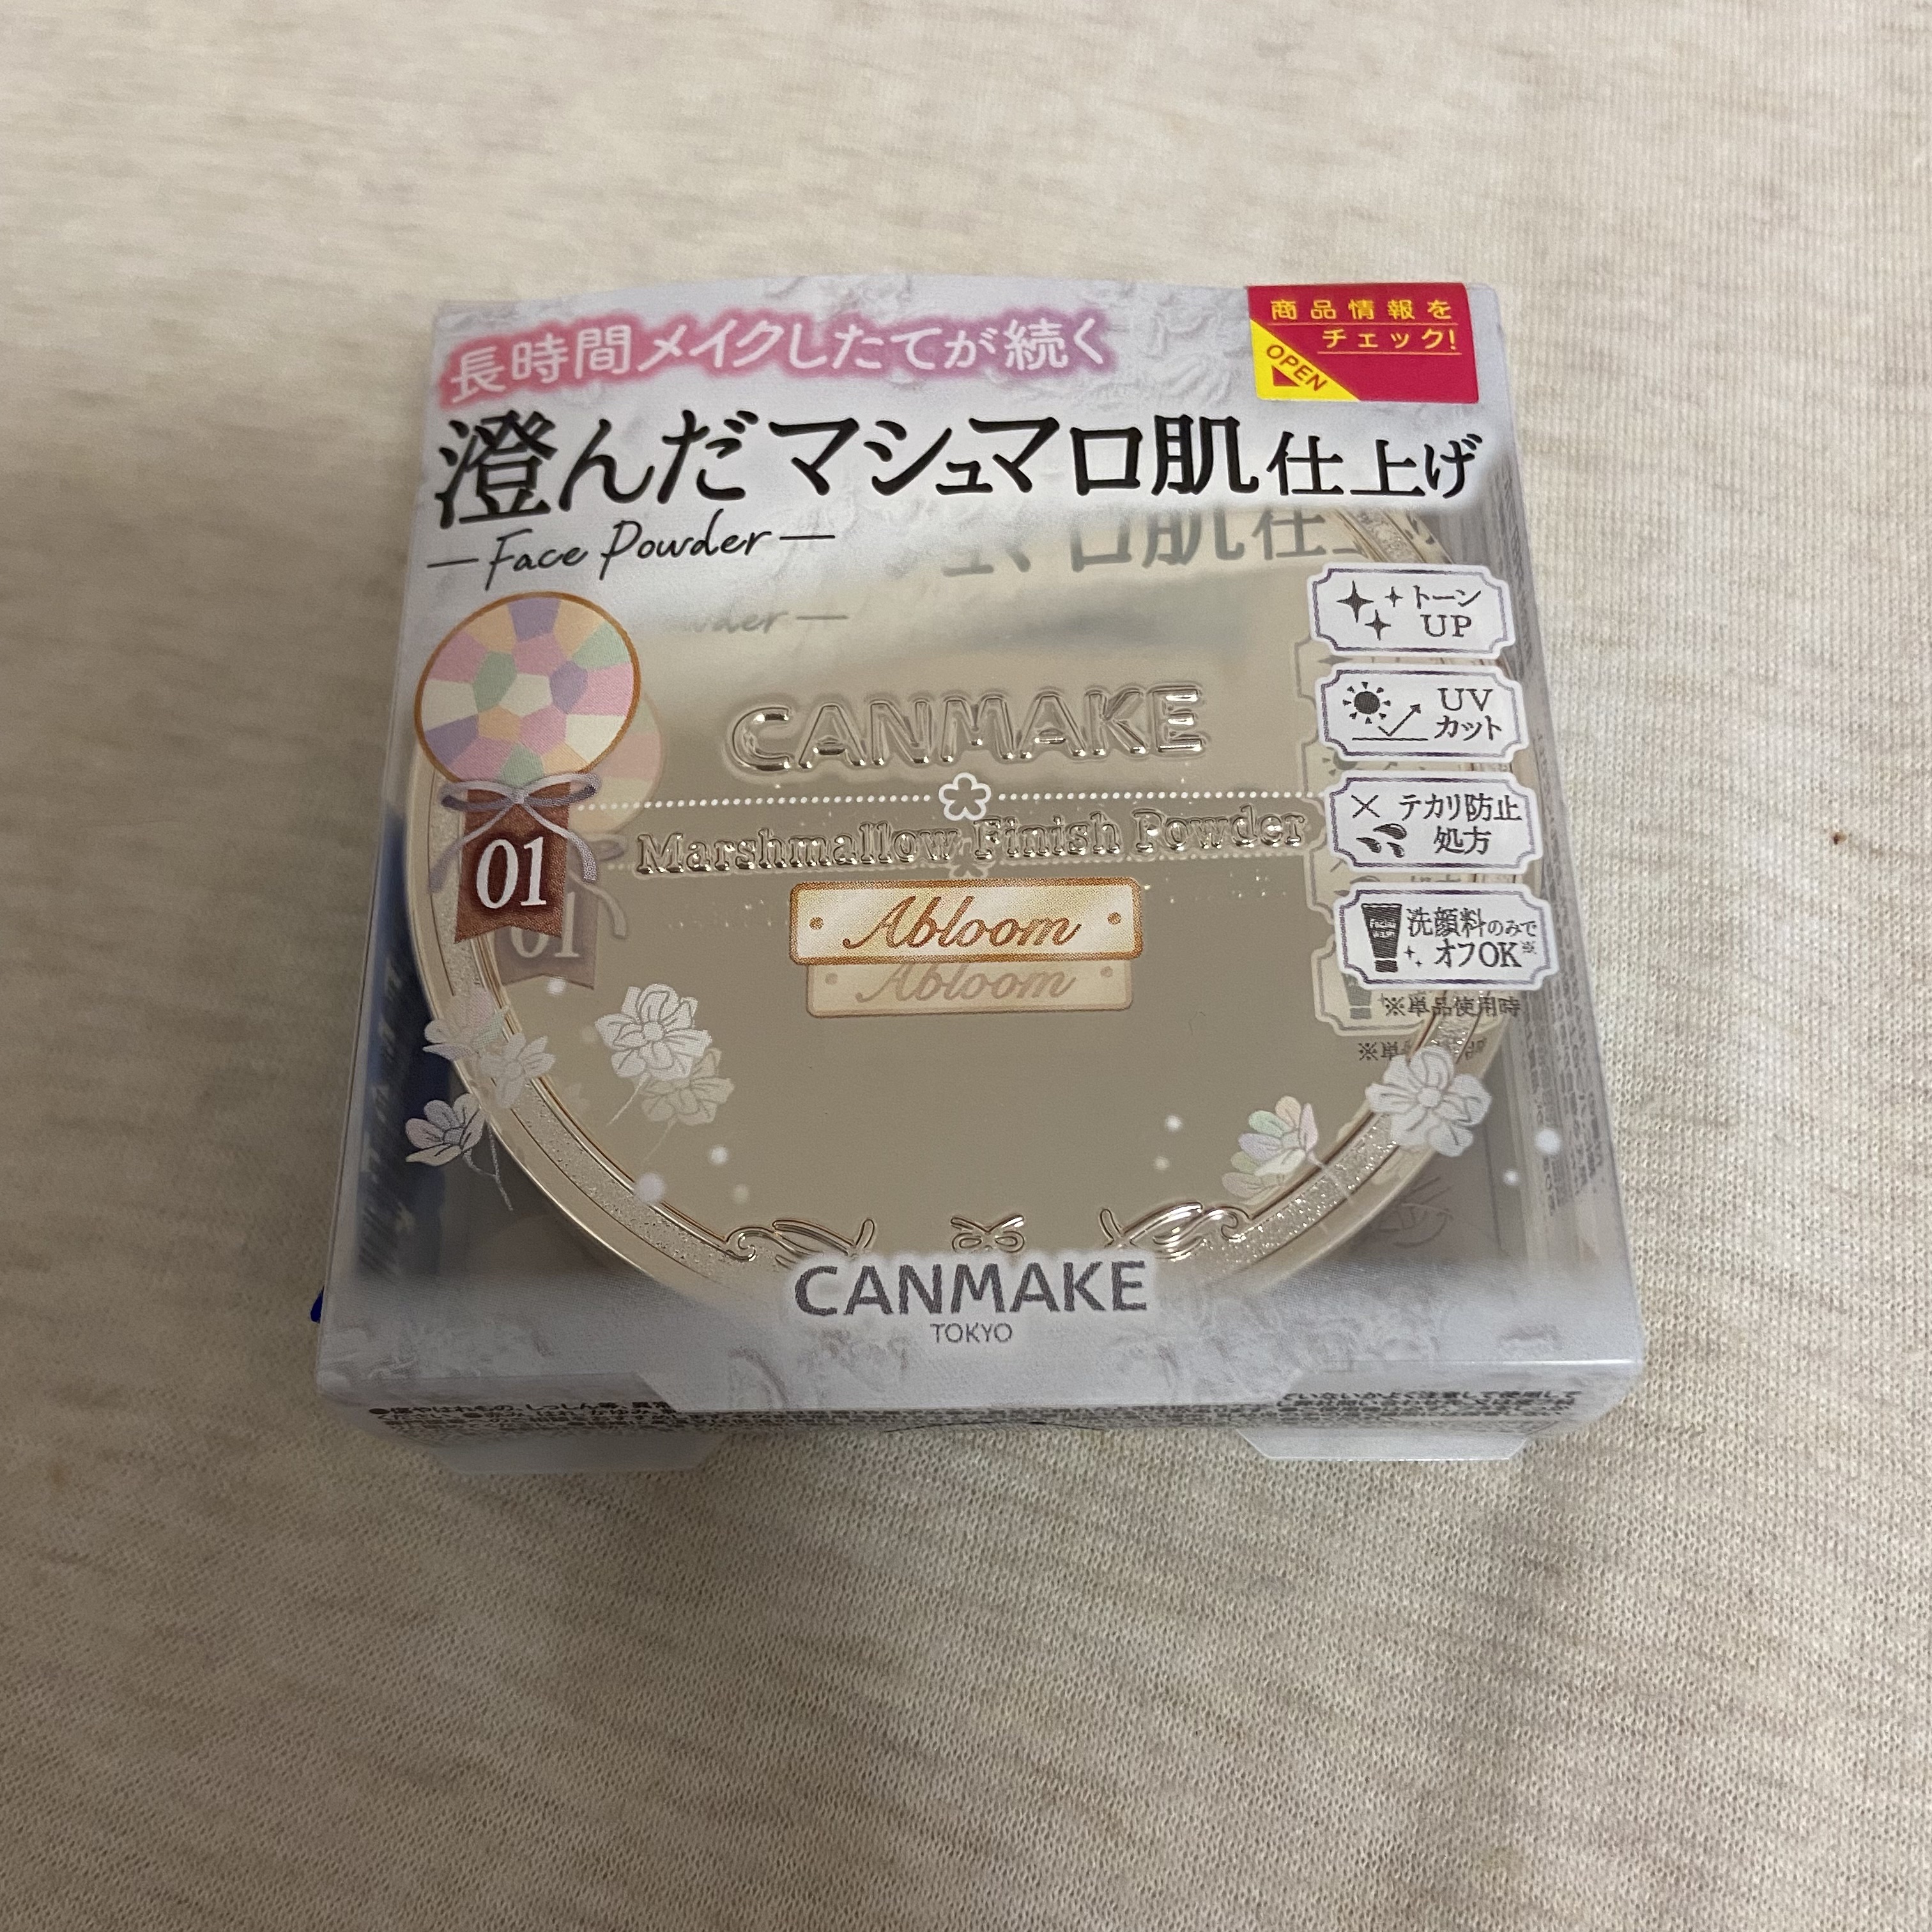 長時間メイクしたてが続く
商品情報を
チェック!
OPEN
澄んだマシュマロ肌仕上げ
Face Powder
トーン
UP
UV
カット
CANMAKE
Marshmallow Finish Powder
テカリ防止
処方
01
Abloom
洗顔料のみで
オフOK※
※単品使用時
CANMAKE
TOKYO